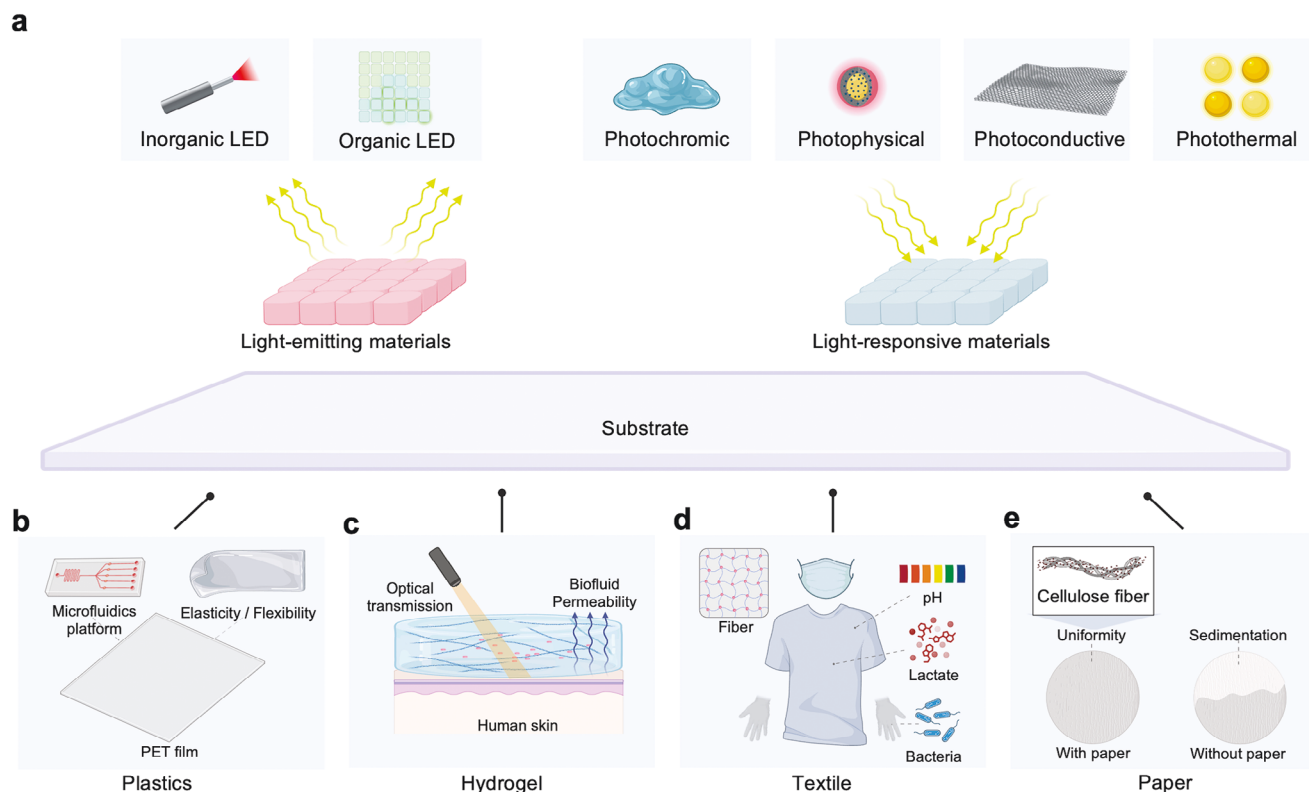 a
Inorganic LED
Organic LED
Photochromic
Photophysical
Photoconductive
Photothermal
Light-emitting materials
Light-responsive materials
Substrate
b
Microfluidics
platform
Elasticity / Flexibility
PET film
Plastics
c
Optical
transmission
Biofluid
Permeability
Human skin
Hydrogel
d
Fiber
pH
Lactate
Bacteria
Textile
e
Cellulose fiber
Uniformity
Sedimentation
With paper
Without paper
Paper